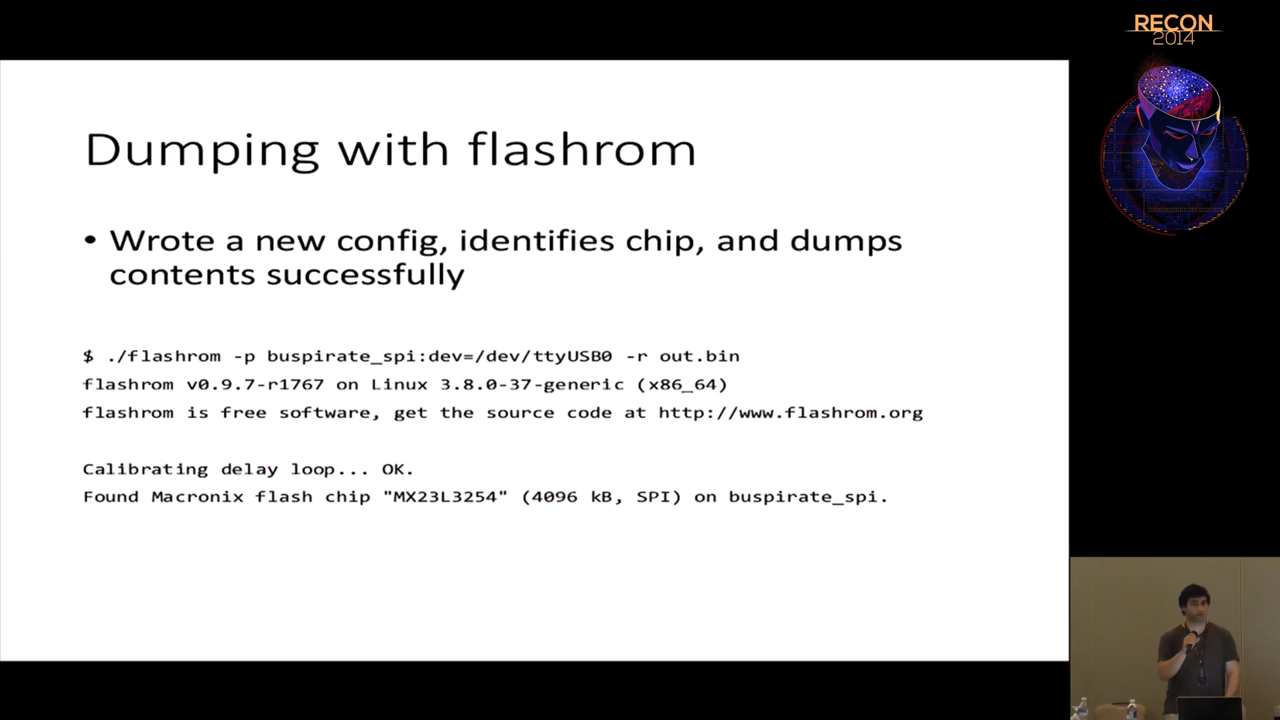 RECON
2014
Dumping with flashrom
• Wrote a new config, identifies chip, and dumps
contents successfully
$ ./flashrom -p buspirate_spi:dev=/dev/ttyUSB0 -r out.bin
flashrom v0.9.7-r1767 on Linux 3.8.0-37-generic (x86_64)
flashrom is free software, get the source code at http://www.flashrom.org
Calibrating delay loop... OK.
Found Macronix flash chip "MX23L3254" (4096 kB, SPI) on buspirate_spi.